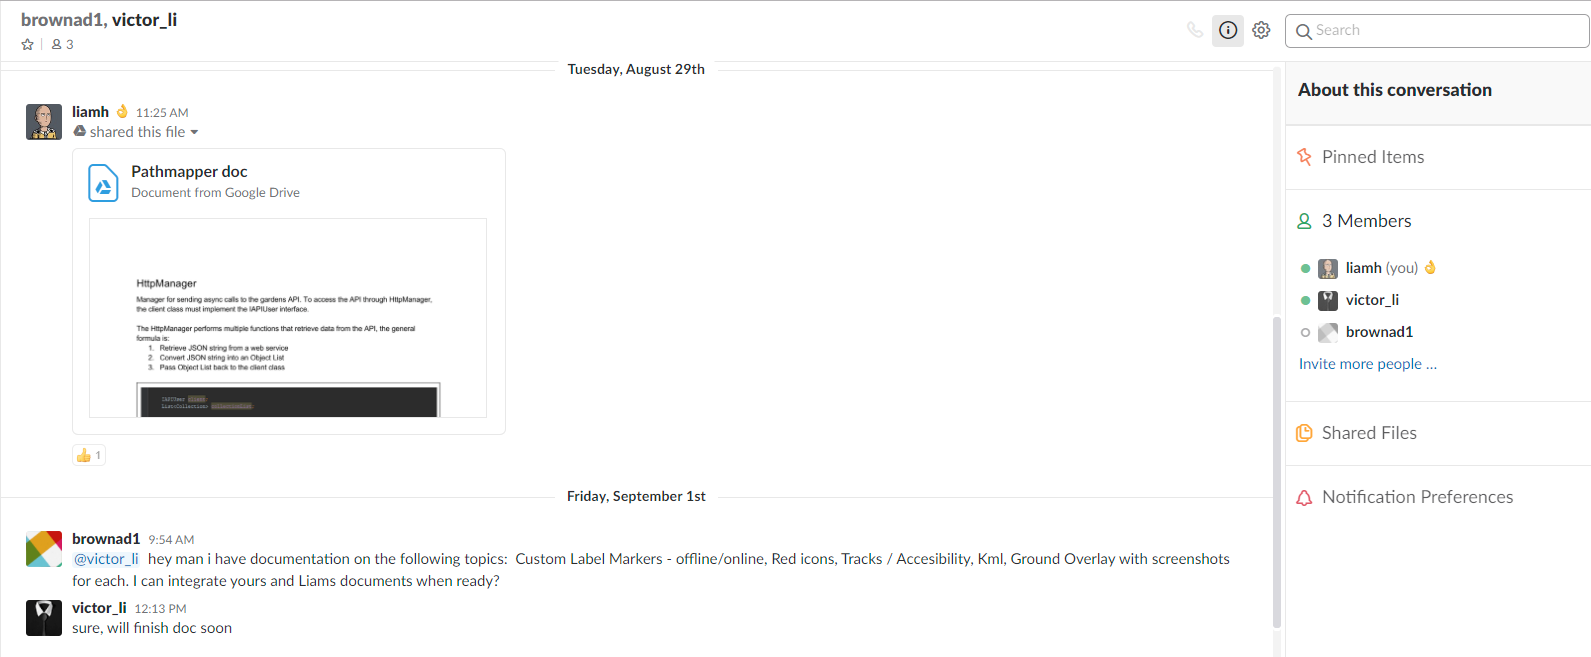 brownad1, victor_li
3
Search
Tuesday, August 29th
liamh 11:25 AM
shared this file
Pathmapper doc
Document from Google Drive
HttpManager
Manager for sending async calls to the gardens API. To access the API through HttpManager,
the client class must implement the IAPIUser interface.
The HttpManager performs multiple functions that retrieve data from the API, the general
formula is:
1. Retrieve JSON string from a web service
2. Convert JSON string into an Object List
3. Pass Object List back to the client class
1
Friday, September 1st
brownad1 9:54 AM
@victor_li hey man i have documentation on the following topics: Custom Label Markers - offline/online, Red icons, Tracks / Accesibility, Kml, Ground Overlay with screenshots
for each. I can integrate yours and Liams documents when ready?
victor_li 12:13 PM
sure, will finish doc soon
About this conversation
Pinned Items
3 Members
liamh (you)
victor_li
brownad1
Invite more people ...
Shared Files
Notification Preferences